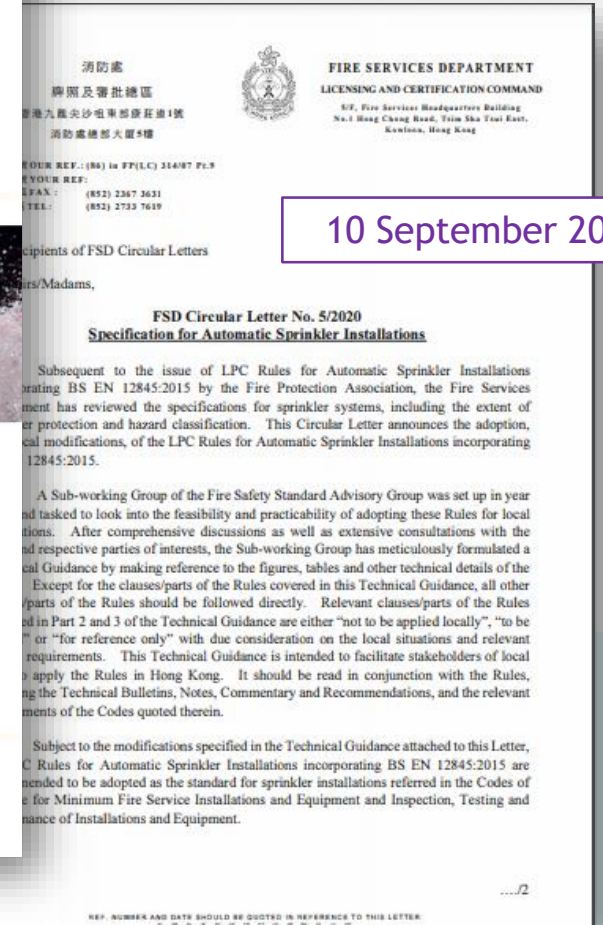 消防處
牌照及審批總區
港九龍尖沙咀東部康莊道1號
消防處總部大廈5樓
FIRE SERVICES DEPARTMENT
LICENSING AND CERTIFICATION COMMAND
5/F, Fire Services Headquarters Building
No.1 Hong Chong Road, Tsim Sha Tsui East,
Kowloon, Hong Kong
OUR REF.: (86) in FP(LC) 314/07 Pt.9
YOUR REF:
FAX : (852) 2367 3631
TEL: (852) 2733 7619
10 September 20
cipients of FSD Circular Letters
irs/Madams,
FSD Circular Letter No. 5/2020
Specification for Automatic Sprinkler Installations
Subsequent to the issue of LPC Rules for Automatic Sprinkler Installations
orating BS EN 12845:2015 by the Fire Protection Association, the Fire Services
ment has reviewed the specifications for sprinkler systems, including the extent of
er protection and hazard classification. This Circular Letter announces the adoption,
cal modifications, of the LPC Rules for Automatic Sprinkler Installations incorporating
12845:2015.
A Sub-working Group of the Fire Safety Standard Advisory Group was set up in year
nd tasked to look into the feasibility and practicability of adopting these Rules for local
tions. After comprehensive discussions as well as extensive consultations with the
nd respective parties of interests, the Sub-working Group has meticulously formulated a
cal Guidance by making reference to the figures, tables and other technical details of the
Except for the clauses/parts of the Rules covered in this Technical Guidance, all other
/parts of the Rules should be followed directly. Relevant clauses/parts of the Rules
ed in Part 2 and 3 of the Technical Guidance are either “not to be applied locally”, “to be
” or “for reference only” with due consideration on the local situations and relevant
requirements. This Technical Guidance is intended to facilitate stakeholders of local
o apply the Rules in Hong Kong. It should be read in conjunction with the Rules,
ng the Technical Bulletins, Notes, Commentary and Recommendations, and the relevant
ments of the Codes quoted therein.
Subject to the modifications specified in the Technical Guidance attached to this Letter,
C Rules for Automatic Sprinkler Installations incorporating BS EN 12845:2015 are
mended to be adopted as the standard for sprinkler installations referred in the Codes of
e for Minimum Fire Service Installations and Equipment and Inspection, Testing and
nance of Installations and Equipment.
..../2
REF. NUMBER AND DATE SHOULD BE QUOTED IN REFERENCE TO THIS LETTER